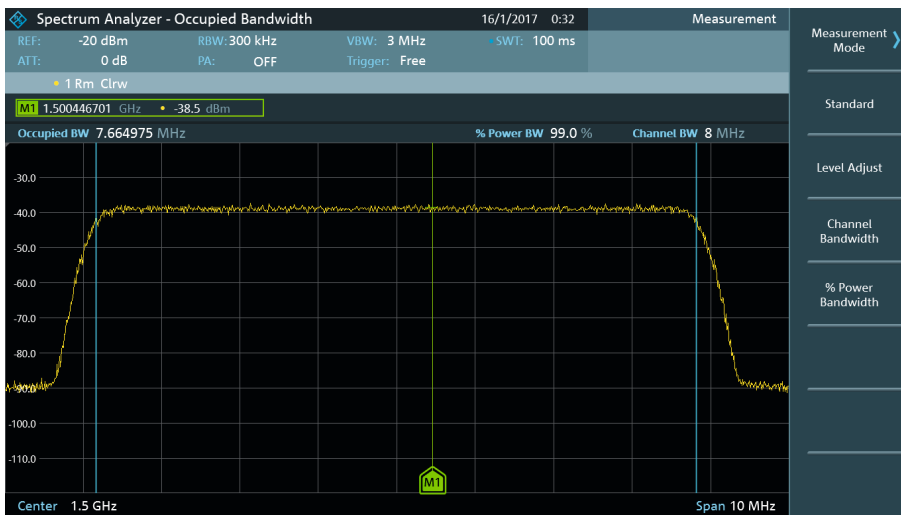 Spectrum Analyzer - Occupied Bandwidth 16/1/2017 0:32 Measurement
REF: -20 dBm RBW: 300 kHz VBW: 3 MHz SWT: 100 ms
ATT: 0 dB PA: OFF Trigger: Free
1 Rm Clrw
M1 1.500446701 GHz • -38.5 dBm
Occupied BW 7.664975 MHz % Power BW 99.0 % Channel BW 8 MHz
-30.0
-40.0
-50.0
-60.0
-70.0
-80.0
-90.0
-100.0
-110.0
M1
Center 1.5 GHz Span 10 MHz
Measurement
Mode
Standard
Level Adjust
Channel
Bandwidth
% Power
Bandwidth